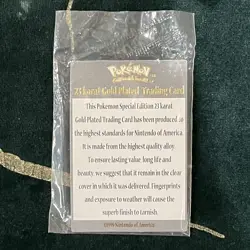 Pokémon
23 karat Gold Plated Trading Card
This Pokemon Special Edition 23 karat
Gold Plated Trading Card has been produced at
the highest standards for Nintendo of America.
It is made from the highest quality alloy.
To ensure lasting value, long life and
beauty, we suggest that it remain in the clear
cover in which it was delivered. Fingerprints
and exposure to weather will cause the
superb finish to tarnish.
©1999 Nintendo of America